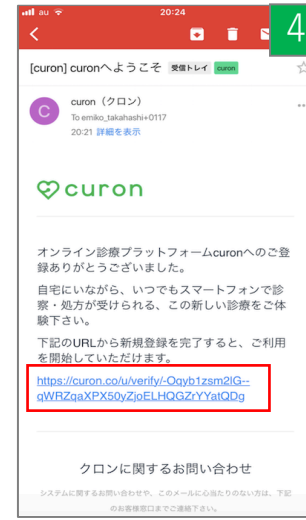 au 20:24
4
[curon] curonへようこそ 受信トレイ curon
C
curon（クロン）
To emiko_takahashi+0117
20:21 詳細を表示
curon
オンライン診療プラットフォームcuronへのご登
録ありがとうございました。
自宅にいながら、いつでもスマートフォンで診
察・処方が受けられる、この新しい診療をご体
験下さい。
下記のURLから新規登録を完了すると、ご利用
を開始していただけます。
https://curon.co/u/verify/-Oqyb1zsm2lG--
qWRZqaXPX50yZjoELHQGZrYYatQDg
クロンに関するお問い合わせ
システムに関するお問い合わせや、このメールに心当たりのない方は、下記
のお客様窓口までご連絡下さい。